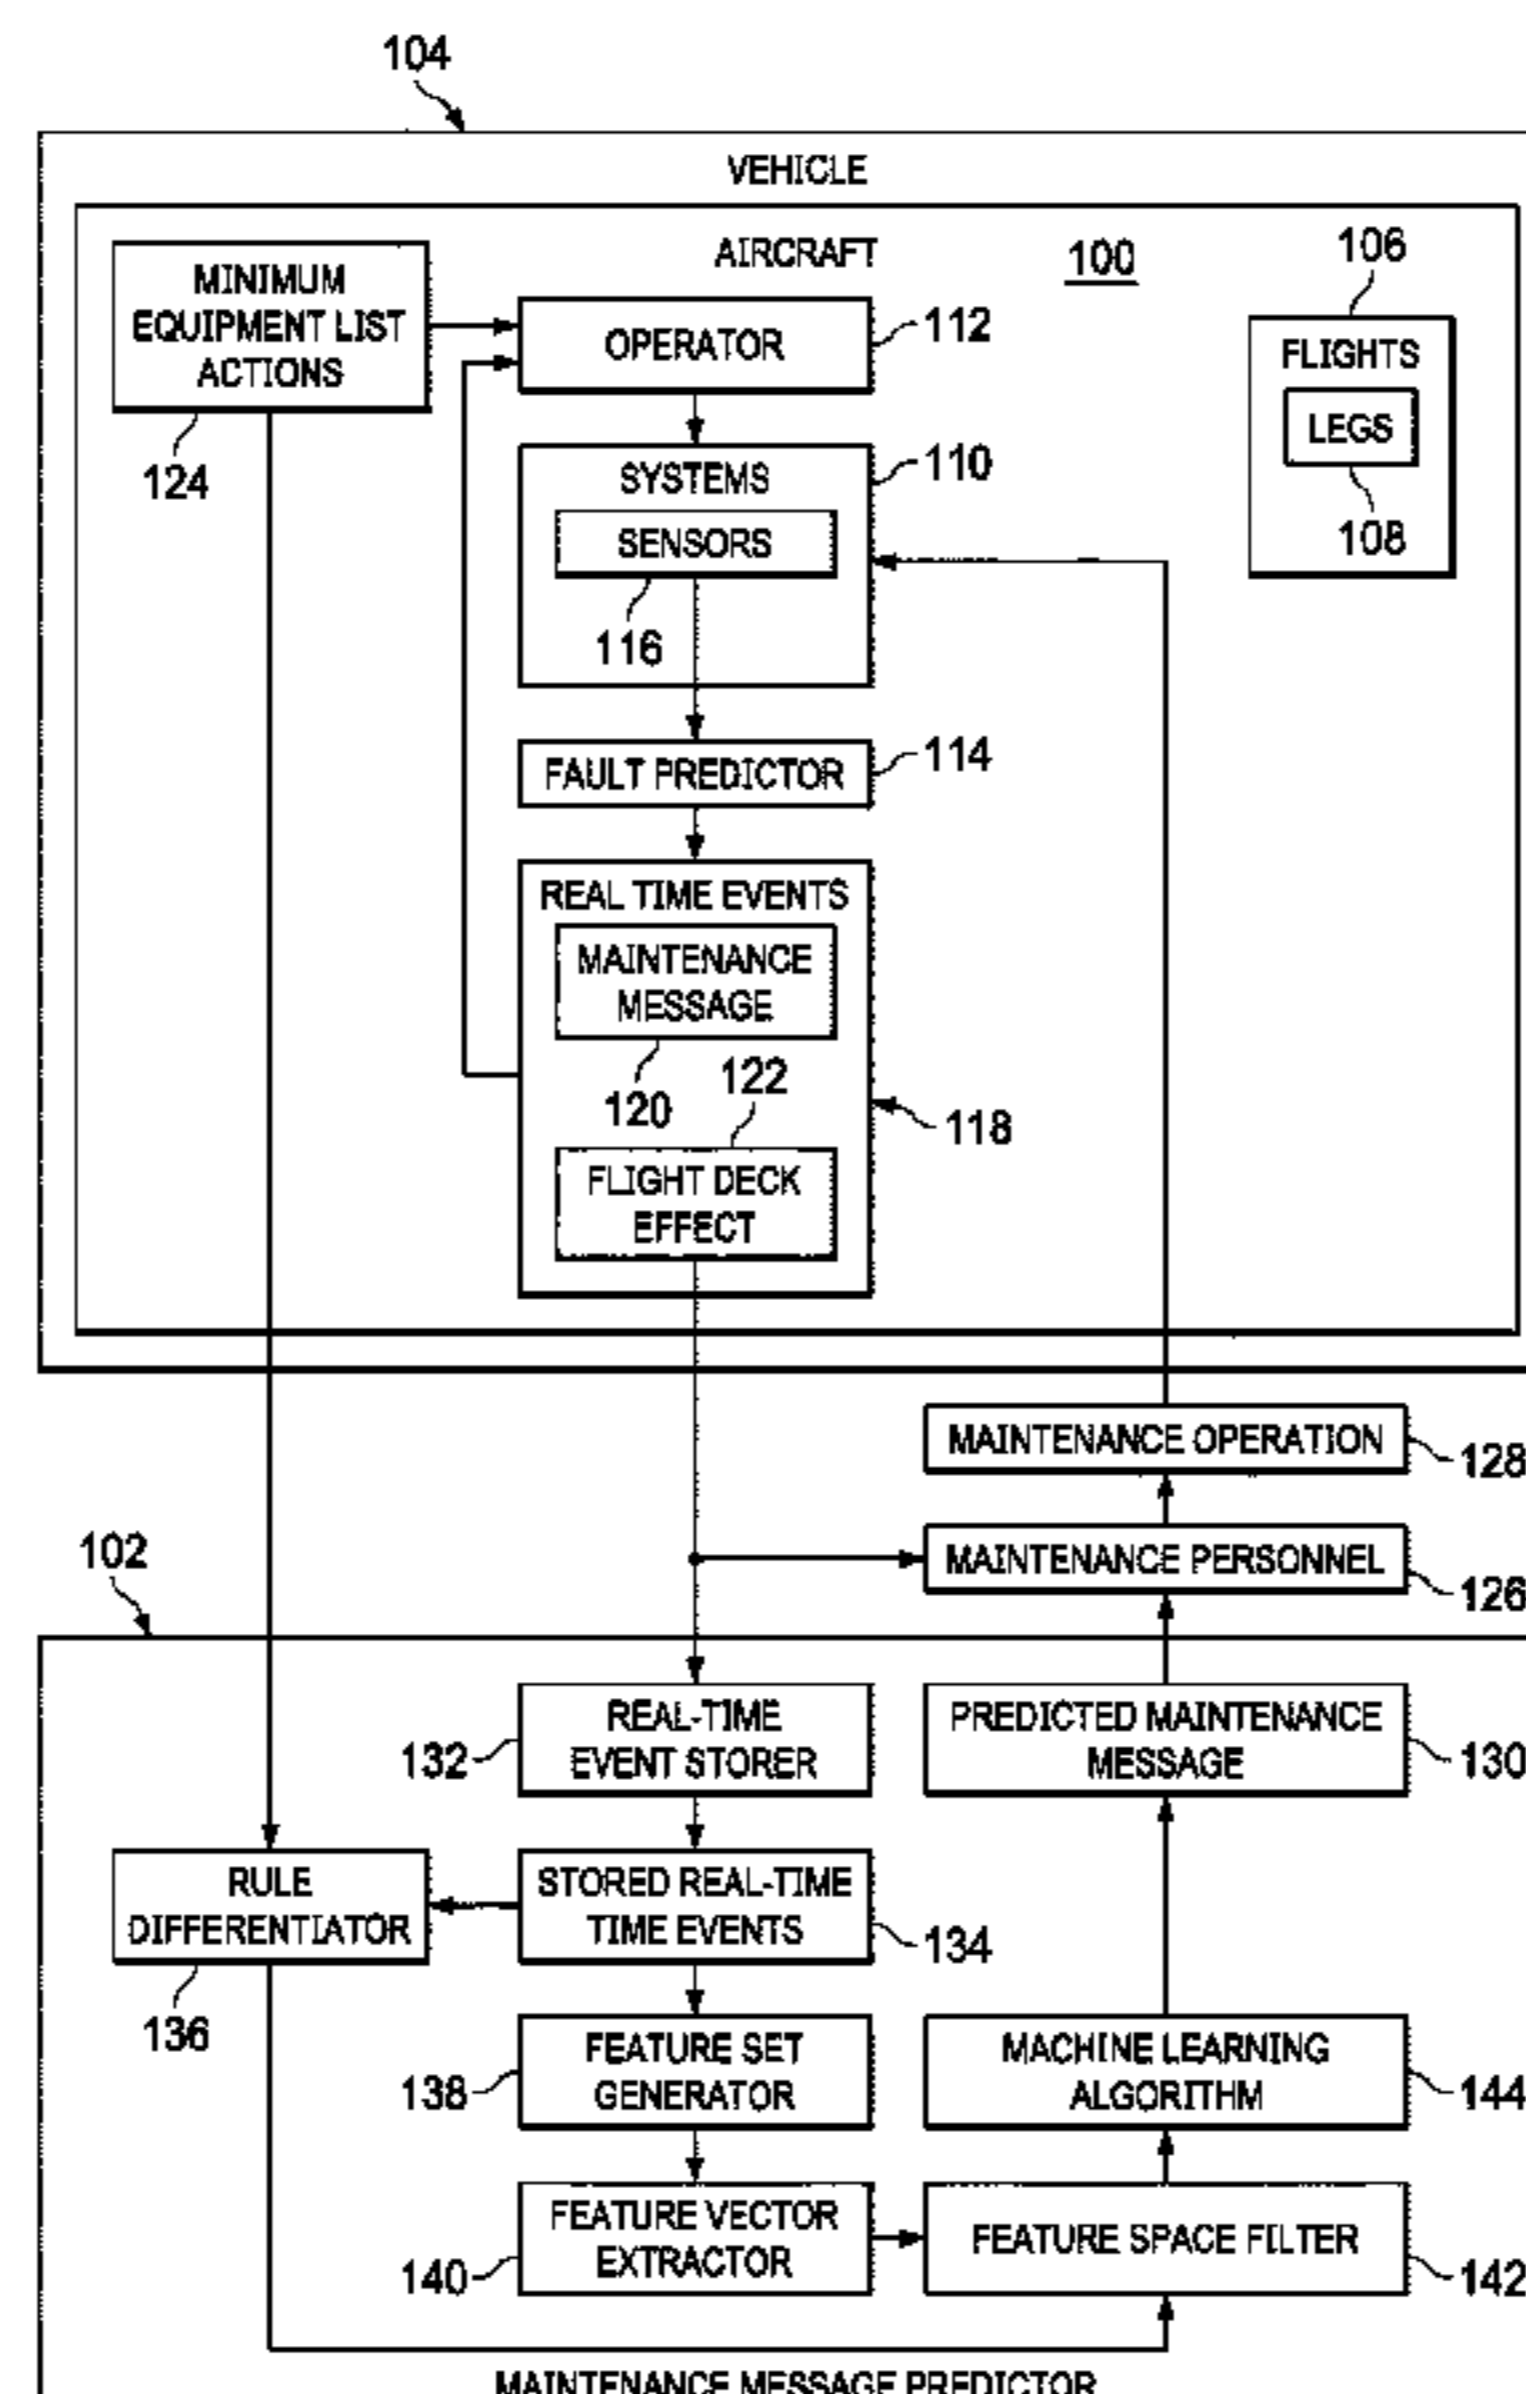 104
VEHICLE
AIRCRAFT
100
106
MINIMUM
EQUIPMENT LIST
ACTIONS
124
OPERATOR
112
FLIGHTS
LEGS
108
SYSTEMS
110
SENSORS
116
FAULT PREDICTOR
114
REAL TIME EVENTS
MAINTENANCE
MESSAGE
120
122
118
FLIGHT DECK
EFFECT
MAINTENANCE OPERATION
128
102
MAINTENANCE PERSONNEL
126
132
REAL-TIME
EVENT STORER
PREDICTED MAINTENANCE
MESSAGE
130
RULE
DIFFERENTIATOR
136
STORED REAL-TIME
TIME EVENTS
134
138
FEATURE SET
GENERATOR
MACHINE LEARNING
ALGORITHM
144
140
FEATURE VECTOR
EXTRACTOR
FEATURE SPACE FILTER
142
MAINTENANCE MESSAGE PREDICTOR